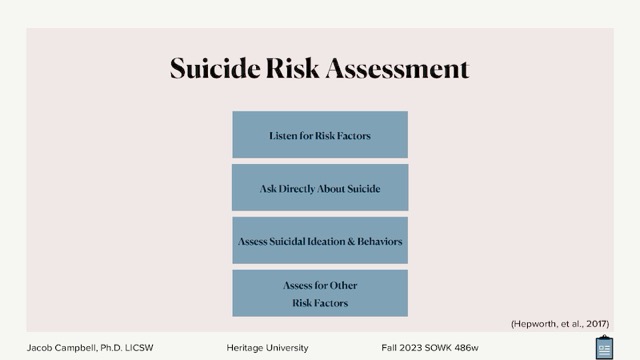 Suicide Risk Assessment
Listen for Risk Factors
Ask Directly About Suicide
Assess Suicidal Ideation & Behaviors
Assess for Other
Risk Factors
(Hepworth, et al., 2017)
Jacob Campbell, Ph.D. LICSW Heritage University Fall 2023 SOWK 486w